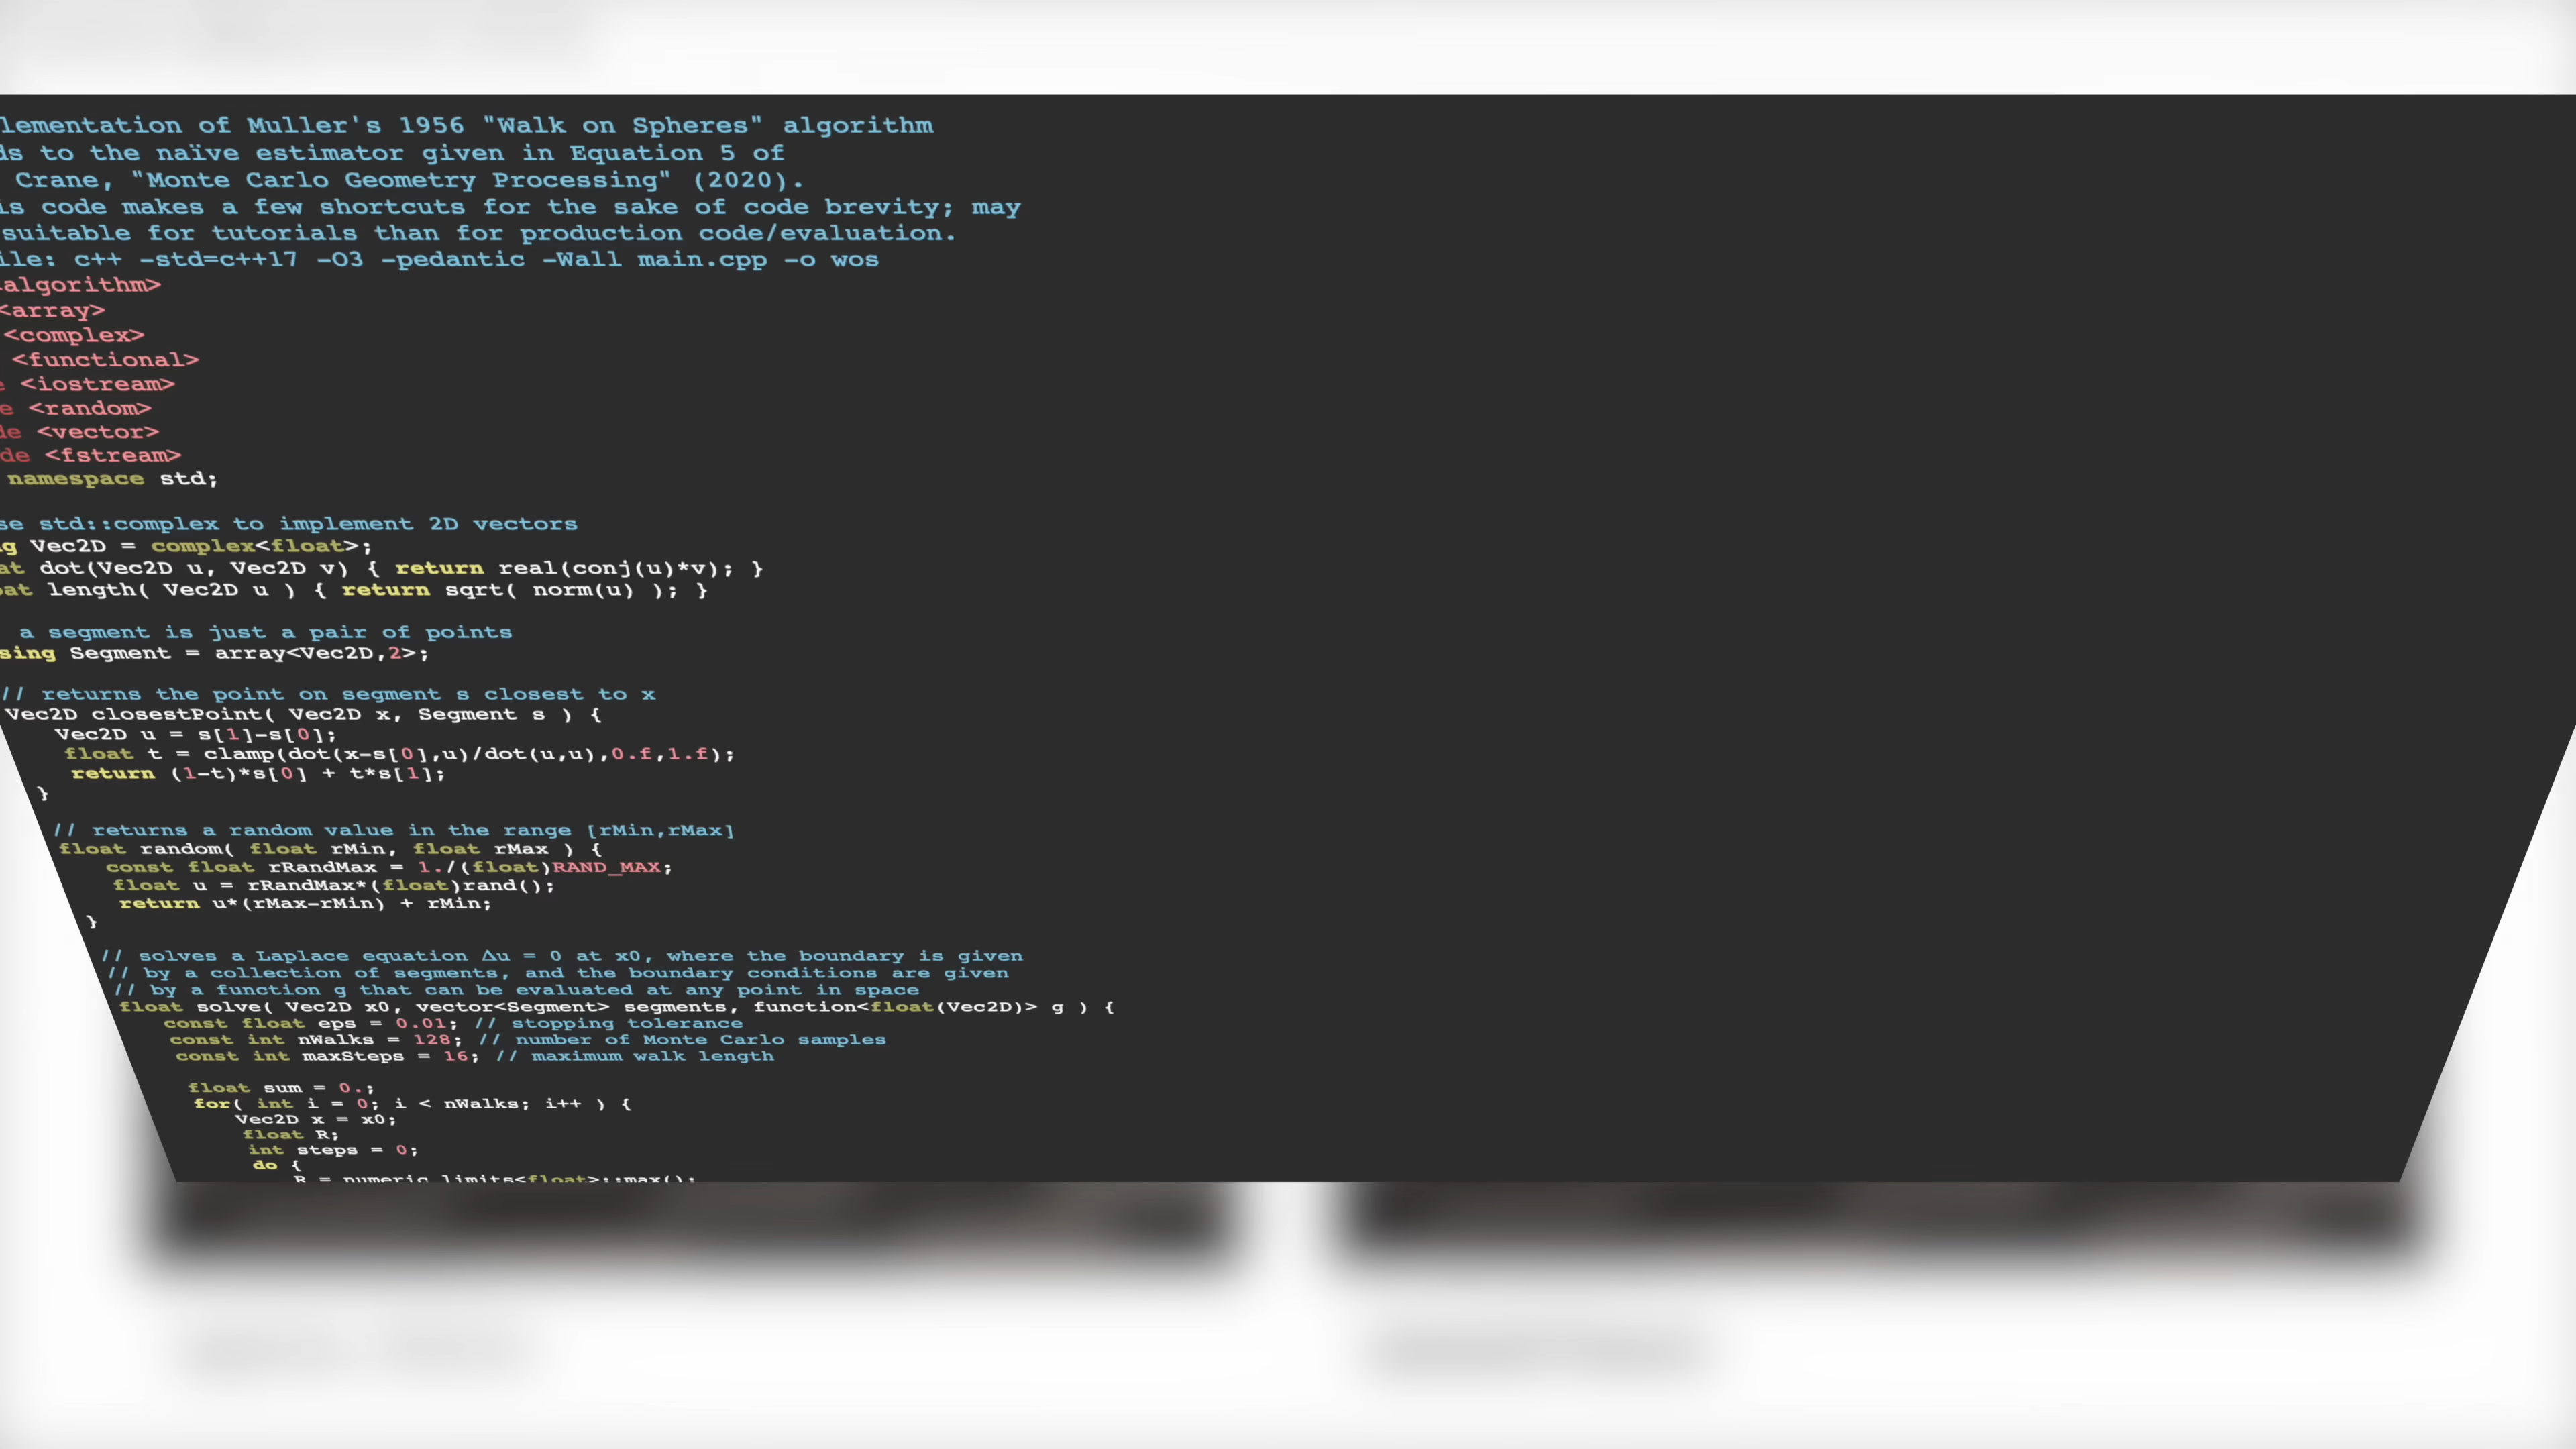 lementation of Muller's 1956 "Walk on Spheres" algorithm
ds to the naïve estimator given in Equation 5 of
Crane, "Monte Carlo Geometry Processing" (2020).
is code makes a few shortcuts for the sake of code brevity; may
suitable for tutorials than for production code/evaluation.
ile: c++ -std=c++17 -O3 -pedantic -Wall main.cpp -o wos
algorithm>
<array>
<complex>
<functional>
e <iostream>
e <random>
de <vector>
de <fstream>
namespace std;
se std::complex to implement 2D vectors
g Vec2D = complex<float>;
at dot(Vec2D u, Vec2D v) { return real(conj(u)*v); }
oat length( Vec2D u ) { return sqrt( norm(u) ); }
a segment is just a pair of points
sing Segment = array<Vec2D,2>;
// returns the point on segment s closest to x
Vec2D closestPoint( Vec2D x, Segment s ) {
Vec2D u = s[1]-s[0];
float t = clamp(dot(x-s[0],u)/dot(u,u),0.f,1.f);
return (1-t)*s[0] + t*s[1];
}
// returns a random value in the range [rMin,rMax]
float random( float rMin, float rMax ) {
const float rRandMax = 1./(float)RAND_MAX;
float u = rRandMax*(float)rand();
return u*(rMax-rMin) + rMin;
}
// solves a Laplace equation Δu = 0 at x0, where the boundary is given
// by a collection of segments, and the boundary conditions are given
// by a function g that can be evaluated at any point in space
float solve( Vec2D x0, vector<Segment> segments, function<float(Vec2D)> g ) {
const float eps = 0.01; // stopping tolerance
const int nWalks = 128; // number of Monte Carlo samples
const int maxSteps = 16; // maximum walk length
float sum = 0.;
for( int i = 0; i < nWalks; i++ ) {
Vec2D x = x0;
float R;
int steps = 0;
do {
R = numeric_limits<float>::max();